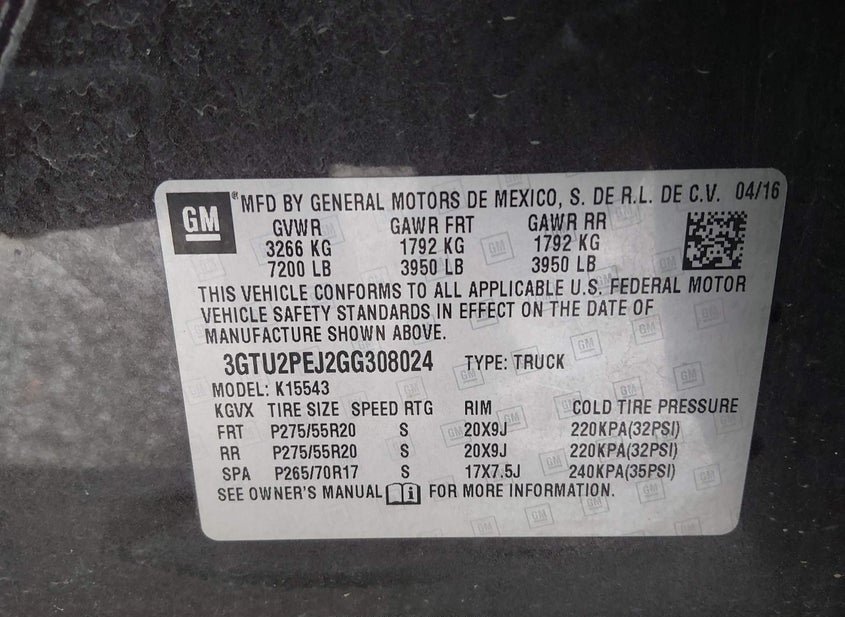 GM ® MFD BY GENERAL MOTORS DE MEXICO, S. DE R.L. DE C.V. 04/16
GVWR GAWR FRT GAWR RR
3266 KG 1792 KG 1792 KG
7200 LB 3950 LB 3950 LB
THIS VEHICLE CONFORMS TO ALL APPLICABLE U.S. FEDERAL MOTOR
VEHICLE SAFETY STANDARDS IN EFFECT ON THE DATE OF
MANUFACTURE SHOWN ABOVE.
3GTU2PEJ2GG308024 TYPE: TRUCK
MODEL: K15543
KGVX TIRE SIZE SPEED RTG RIM COLD TIRE PRESSURE
FRT P275/55R20 S 20X9J 220KPA(32PSI)
RR P275/55R20 S 20X9J 220KPA(32PSI)
SPA P265/70R17 S 17X7.5J 240KPA(35PSI)
SEE OWNER'S MANUAL FOR MORE INFORMATION.